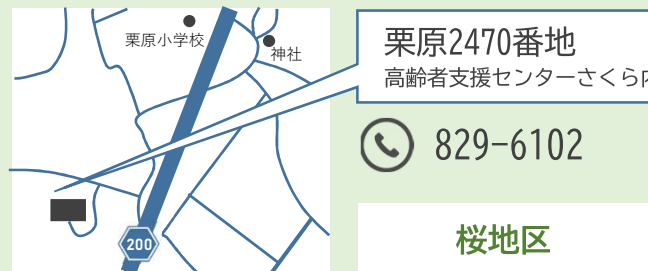 栗原小学校
神社
200
栗原2470番地
高齢者支援センターさくら内
829-6102
桜地区